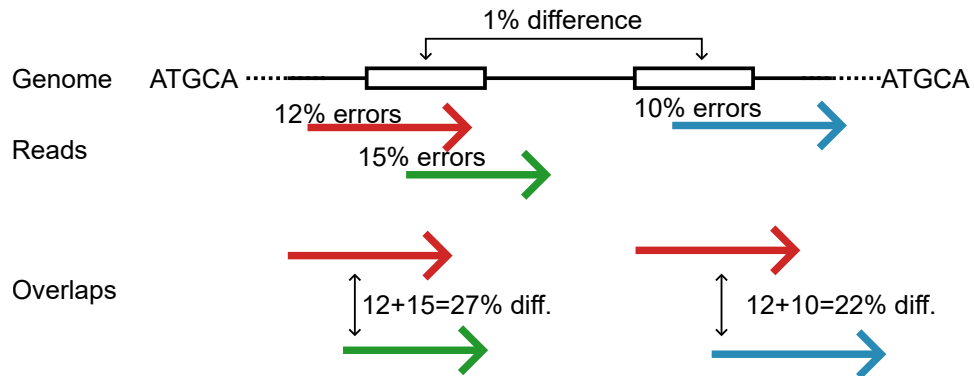 1% difference
Genome ATGCA ATGCA
12% errors 10% errors
Reads
15% errors
Overlaps
12+15=27% diff. 12+10=22% diff.